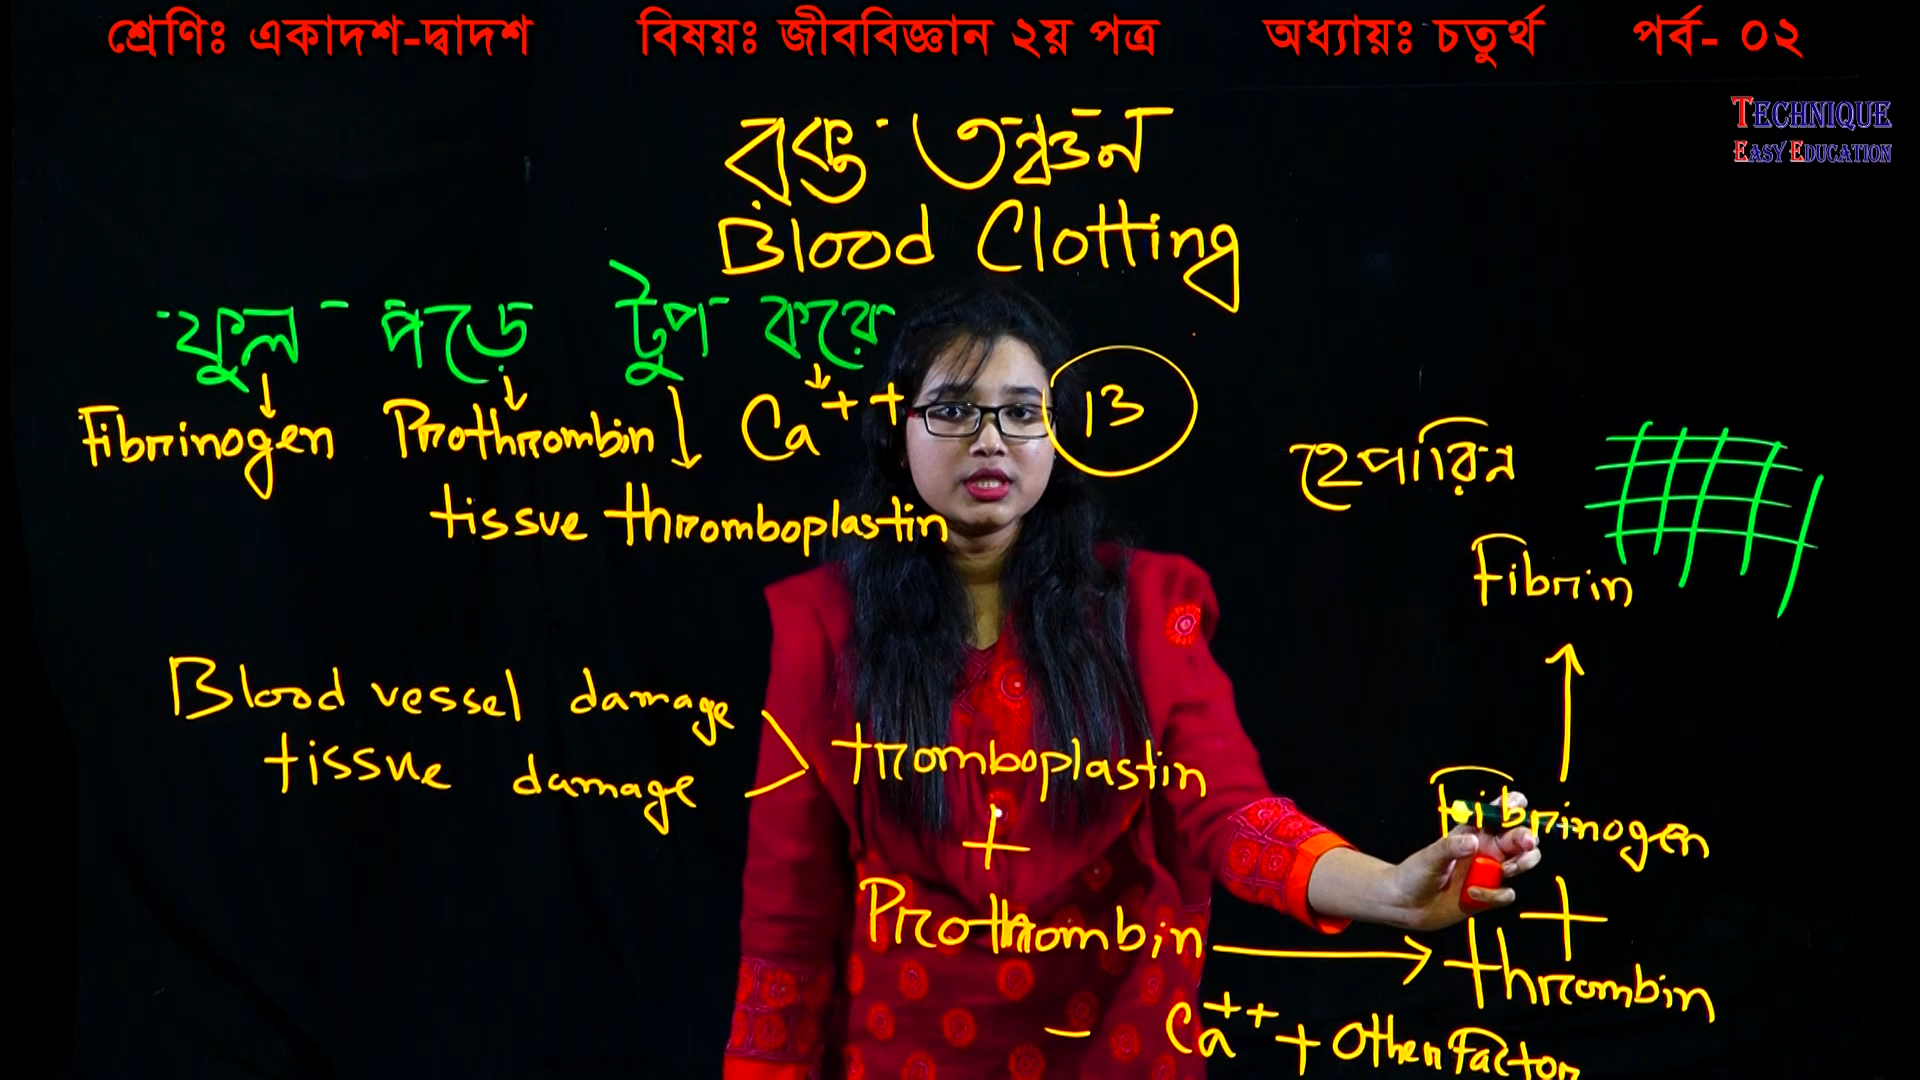 শ্রেণিঃ একাদশ-দ্বাদশ বিষয়ঃ জীববিজ্ঞান ২য় পত্র অধ্যায়ঃ চতুর্থ পর্ব- ০২
TECHNIQUE
EASY EDUCATION
রক্ত তঞ্চন
Blood Clotting
ফুল পড়ে টুপ করে
Fibrinogen Prothrombin Ca++ 13
tissue thromboplastin
হেপারিন
Fibrin
Blood vessel damage
tissue damage
tromboplastin
+
Prothrombin
Fibrinogen
+
thrombin
- Ca++ + Other Factor